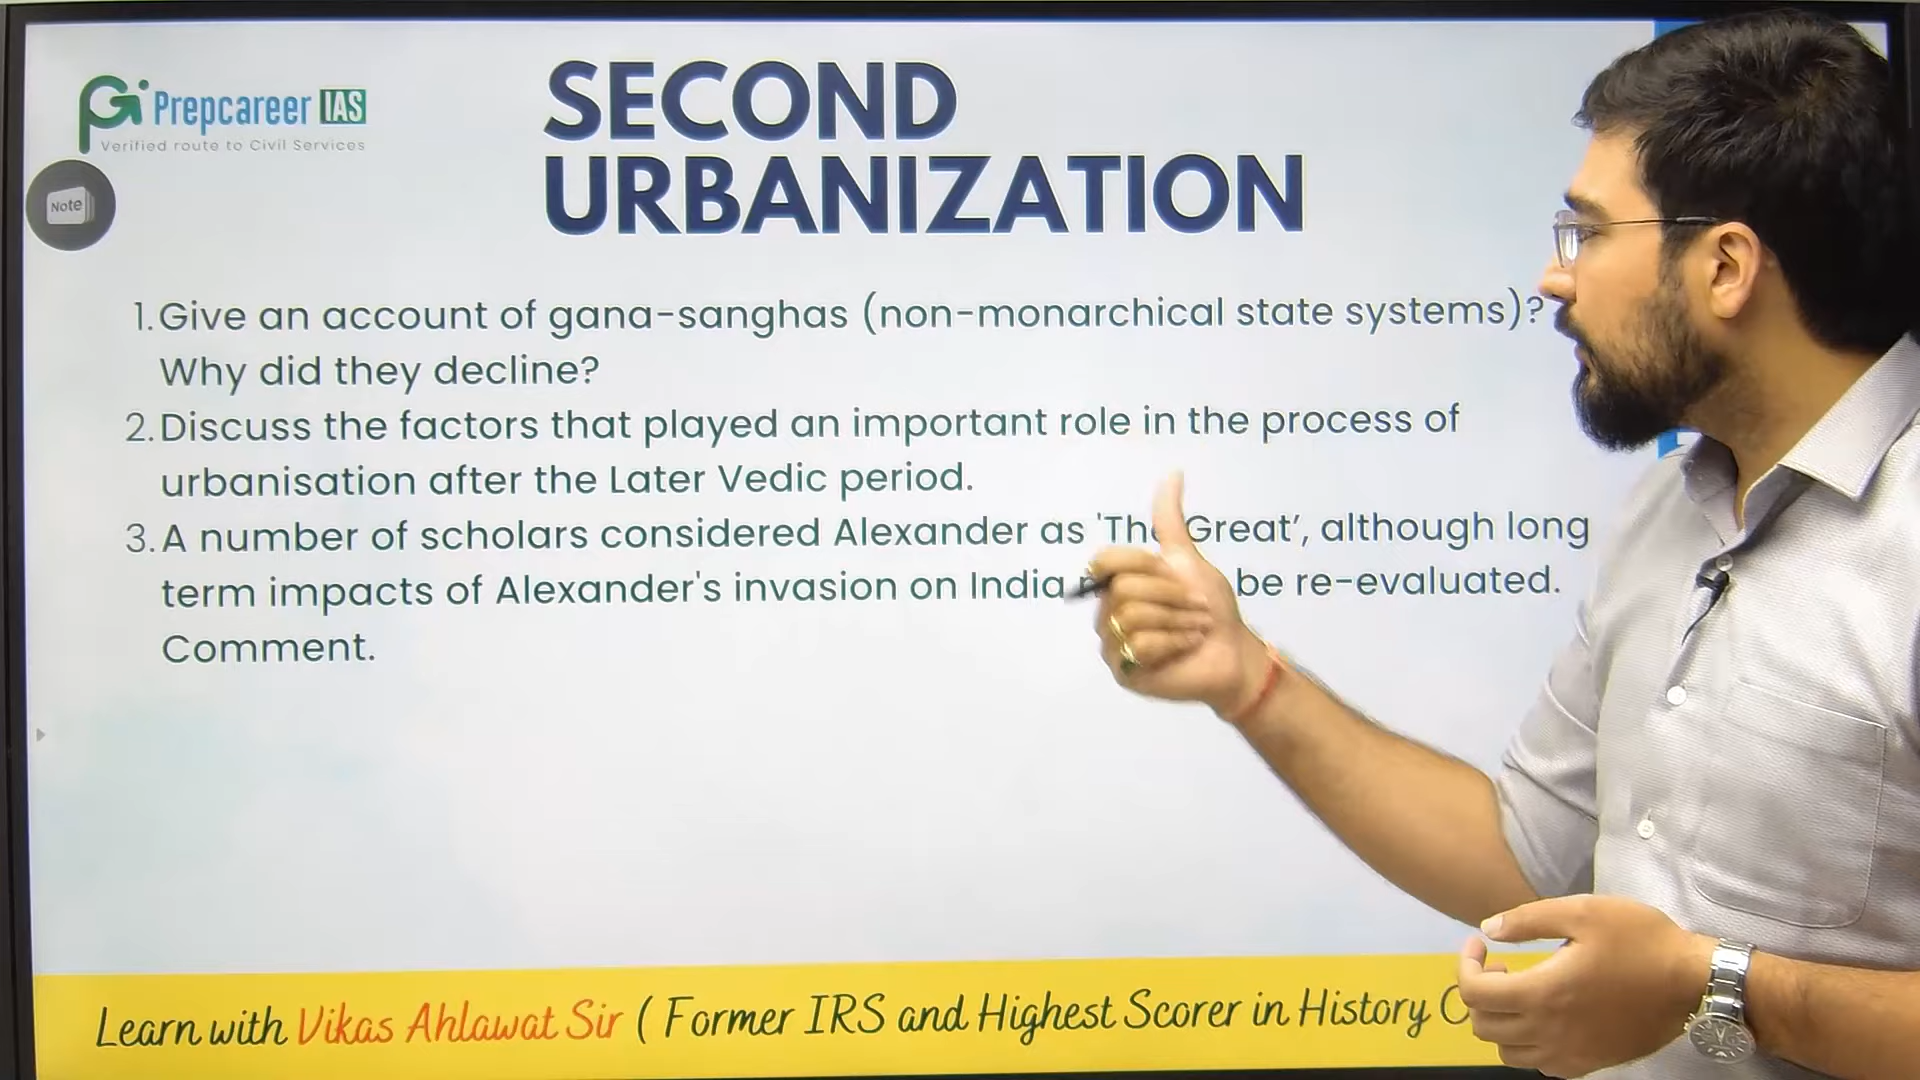 Prepcareer IAS
Verified route to Civil Services
Note
SECOND
URBANIZATION
1. Give an account of gana-sanghas (non-monarchical state systems)?
Why did they decline?
2. Discuss the factors that played an important role in the process of
urbanisation after the Later Vedic period.
3. A number of scholars considered Alexander as 'The Great’, although long
term impacts of Alexander's invasion on India be re-evaluated.
Comment.
Learn with Vikas Ahlawat Sir ( Former IRS and Highest Scorer in History